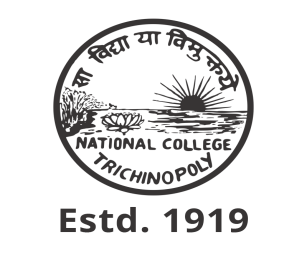 सा विद्या या विमुक्तये
NATIONAL COLLEGE
TRICHINOPOLY
Estd. 1919